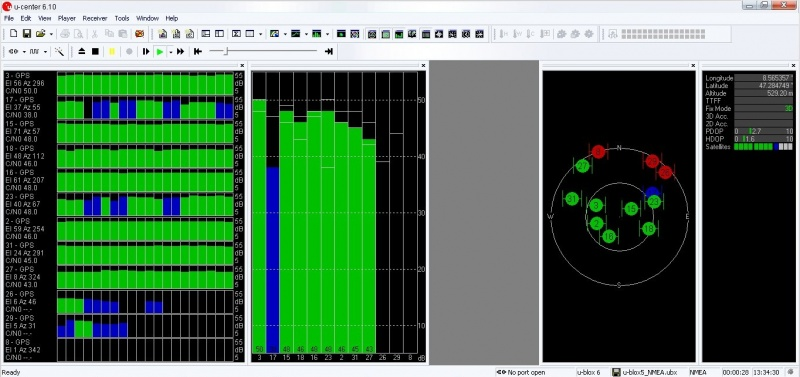 u-center 6.10
File Edit View Player Receiver Tools Window Help
3 - GPS
El 56 Az 296
C/N0 50.0
55
dB
5
17 - GPS
El 37 Az 55
C/N0 38.0
55
dB
5
15 - GPS
El 71 Az 57
C/N0 48.0
55
dB
5
18 - GPS
El 48 Az 112
C/N0 46.0
55
dB
5
16 - GPS
El 61 Az 207
C/N0 48.0
55
dB
5
23 - GPS
El 40 Az 67
C/N0 48.0
55
dB
5
2 - GPS
El 59 Az 254
C/N0 46.0
55
dB
5
31 - GPS
El 24 Az 291
C/N0 45.0
55
dB
5
27 - GPS
El 8 Az 324
C/N0 43.0
55
dB
5
26 - GPS
El 6 Az 46
C/N0 --.-
55
dB
5
29 - GPS
El 5 Az 31
C/N0 --.-
55
dB
5
8 - GPS
El 1 Az 342
C/N0 --.-
55
dB
5
50
40
30
20
10
50 48 46 48 48 46 45 43
3 17 15 18 16 23 2 31 27 26 29 8 dB
N
W
E
S
27
31
3
2
23
18
Longitude 8.565357 °
Latitude 47.284749 °
Altitude 529.20 m
TTFF
Fix Mode 3D
3D Acc.
2D Acc.
PDOP 0 2.7 10
HDOP 0 1.6 10
Satellites
Ready
No port open
u-blox 6
u-blox5_NMEA.ubx
NMEA
00:00:28
13:34:30